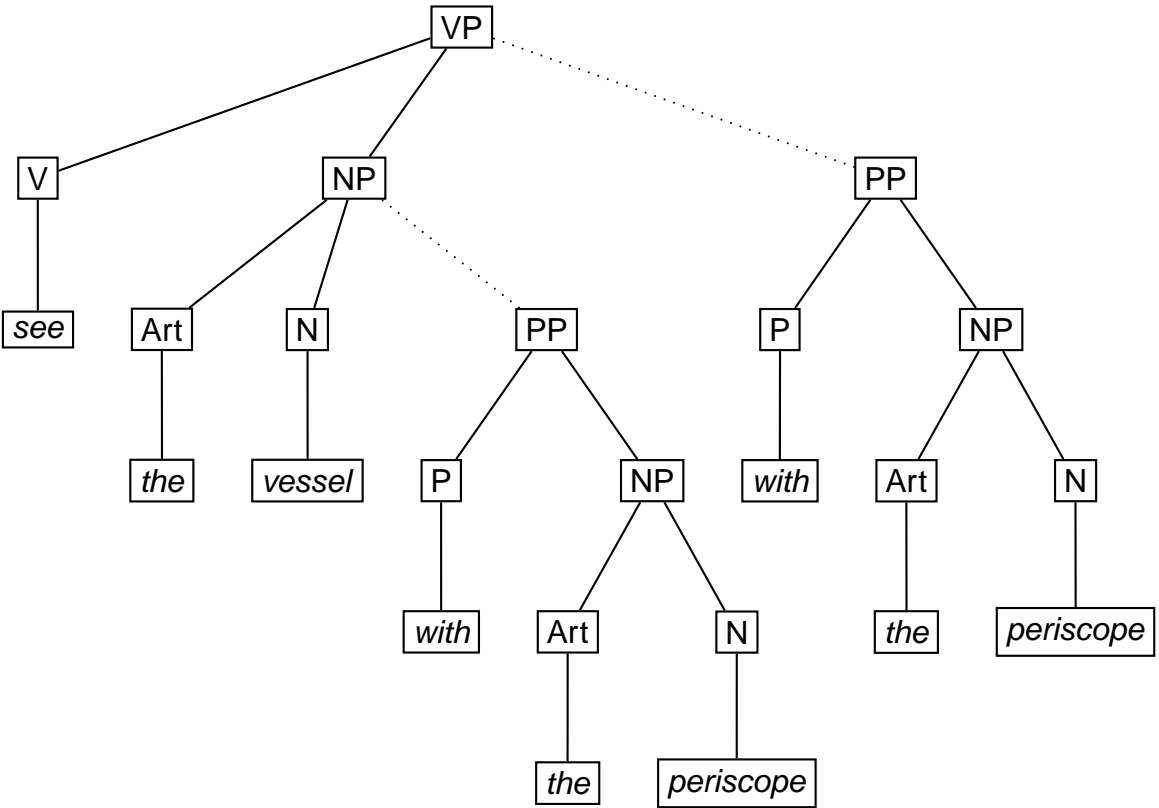 VP
V NP PP
see Art N PP P NP
the vessel P NP with Art N
with Art N the periscope
the periscope